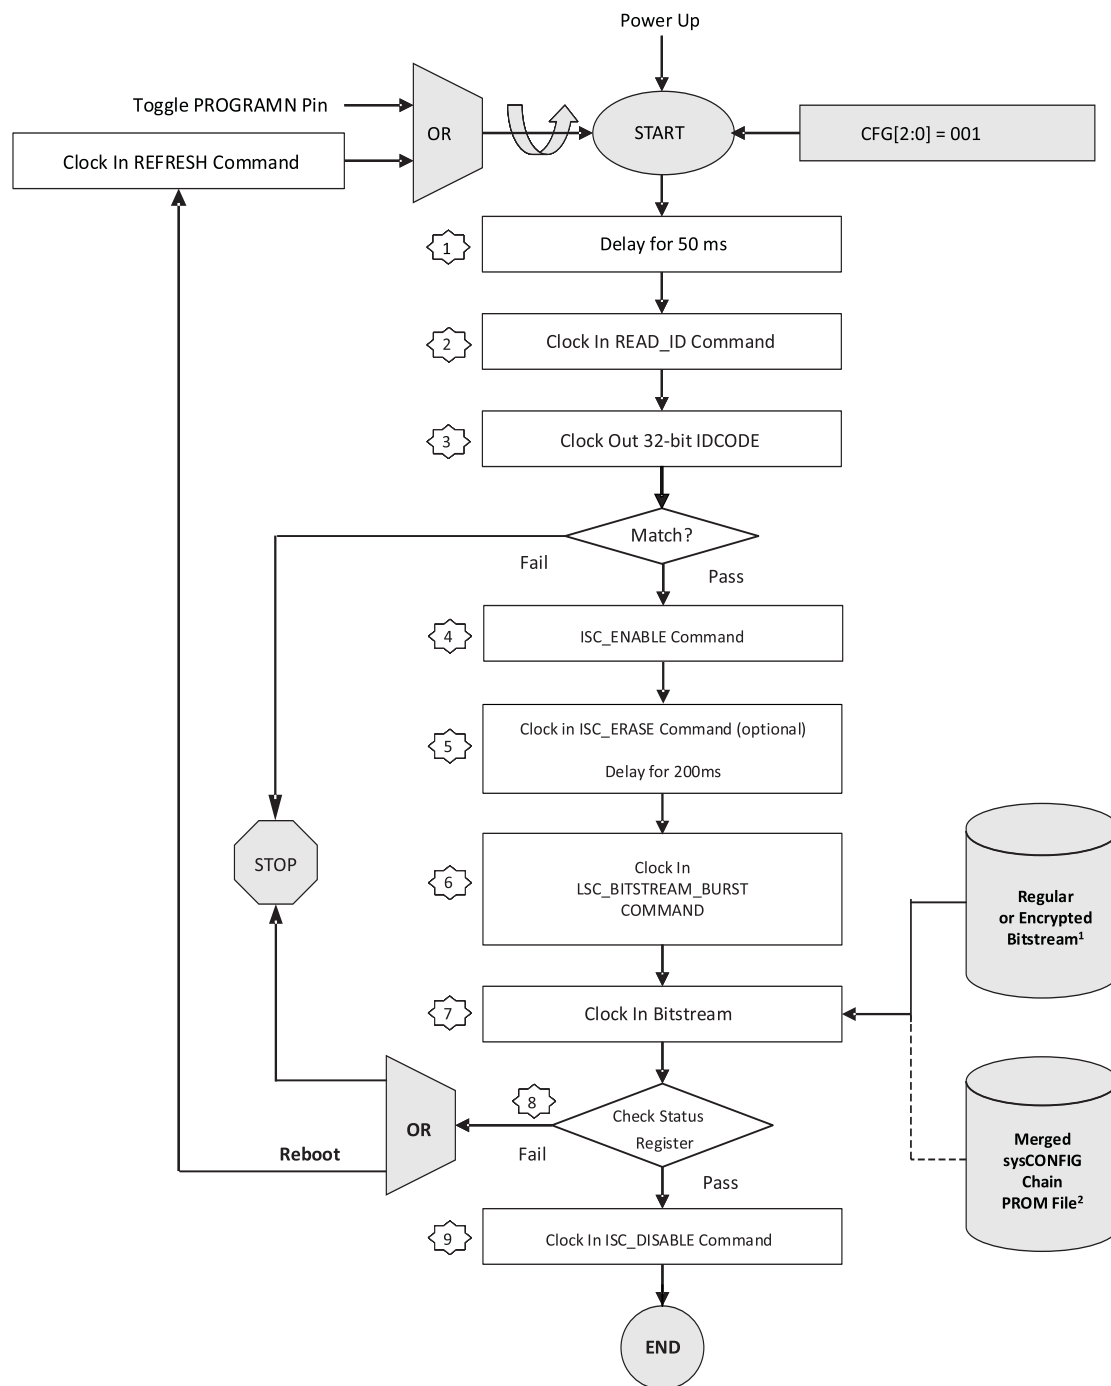 Power Up
Toggle PROGRAMN Pin
OR
START
CFG[2:0] = 001
Clock In REFRESH Command
1
Delay for 50 ms
2
Clock In READ_ID Command
3
Clock Out 32-bit IDCODE
Match?
Fail
Pass
4
ISC_ENABLE Command
5
Clock in ISC_ERASE Command (optional)
Delay for 200ms
STOP
6
Clock In
LSC_BITSTREAM_BURST
COMMAND
Regular
or Encrypted
Bitstream¹
7
Clock In Bitstream
8
Check Status
Register
OR
Fail
Reboot
Pass
Merged
sysCONFIG
Chain
PROM File²
9
Clock In ISC_DISABLE Command
END